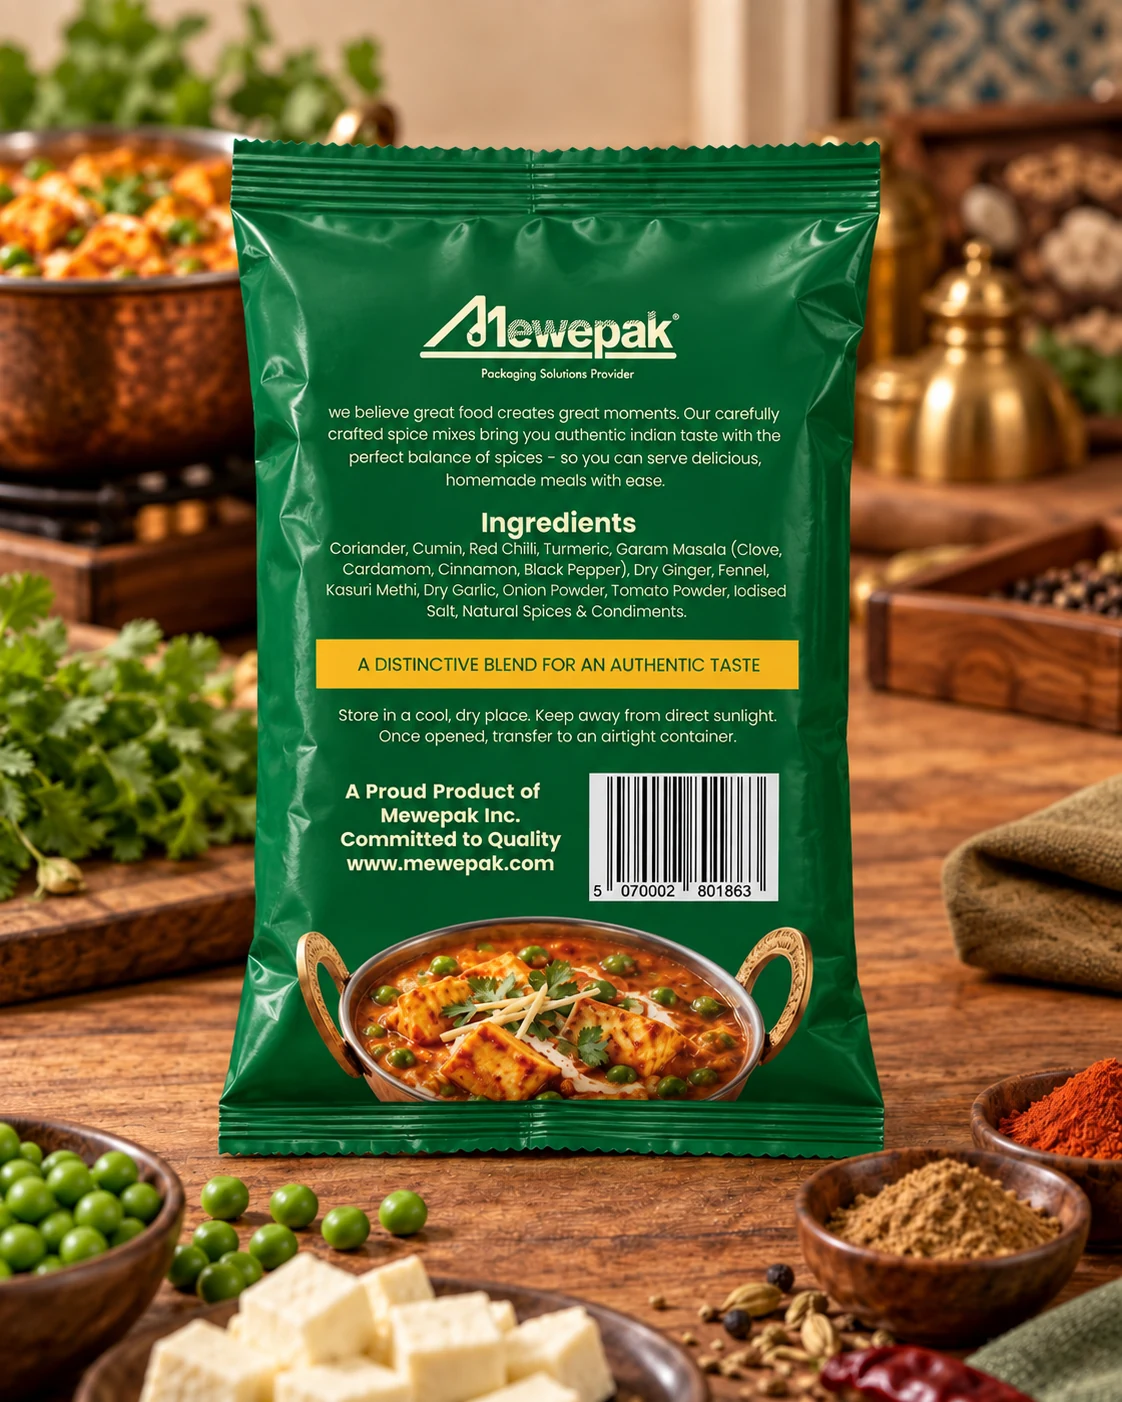 Mewepak®
Packaging Solutions Provider
we believe great food creates great moments. Our carefully
crafted spice mixes bring you authentic indian taste with the
perfect balance of spices - so you can serve delicious,
homemade meals with ease.
Ingredients
Coriander, Cumin, Red Chilli, Turmeric, Garam Masala (Clove,
Cardamom, Cinnamon, Black Pepper), Dry Ginger, Fennel,
Kasuri Methi, Dry Garlic, Onion Powder, Tomato Powder, Iodised
Salt, Natural Spices & Condiments.
A DISTINCTIVE BLEND FOR AN AUTHENTIC TASTE
Store in a cool, dry place. Keep away from direct sunlight.
Once opened, transfer to an airtight container.
A Proud Product of
Mewepak Inc.
Committed to Quality
www.mewepak.com
5 070002 801863